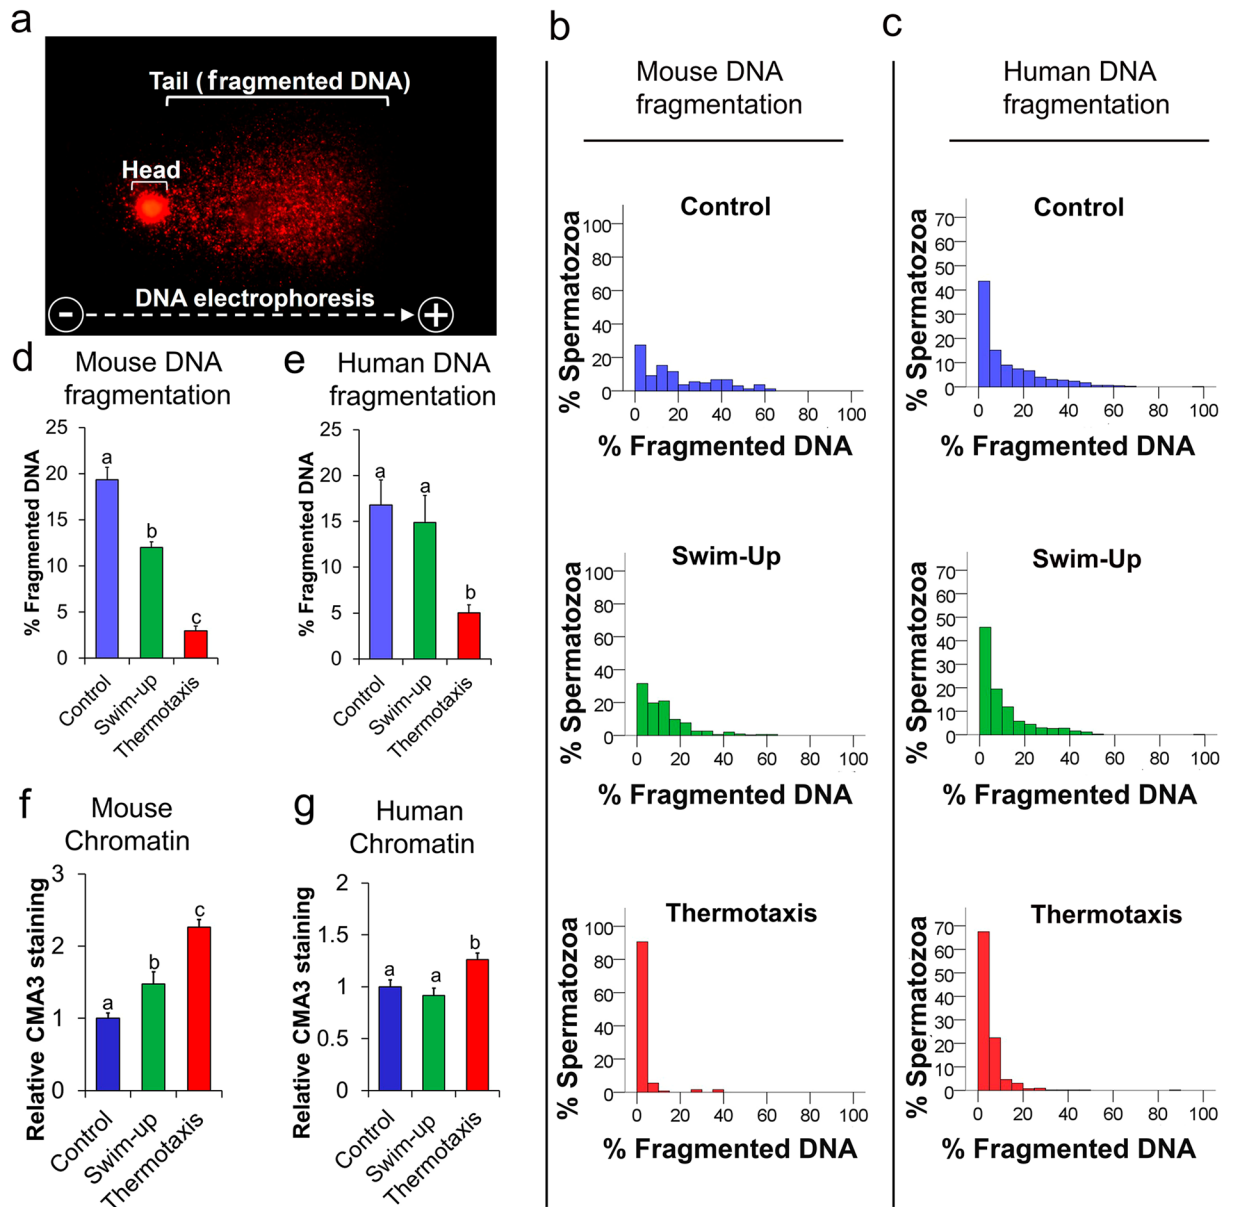 a
Tail (fragmented DNA)
Head
DNA electrophoresis
- +
b
Mouse DNA
fragmentation
Control
% Spermatozoa
100
80
60
40
20
0
0 20 40 60 80 100
% Fragmented DNA
Swim-Up
% Spermatozoa
100
80
60
40
20
0
0 20 40 60 80 100
% Fragmented DNA
Thermotaxis
% Spermatozoa
100
80
60
40
20
0
0 20 40 60 80 100
% Fragmented DNA
c
Human DNA
fragmentation
Control
% Spermatozoa
70
60
50
40
30
20
10
0
0 20 40 60 80 100
% Fragmented DNA
Swim-Up
% Spermatozoa
70
60
50
40
30
20
10
0
0 20 40 60 80 100
% Fragmented DNA
Thermotaxis
% Spermatozoa
70
60
50
40
30
20
10
0
0 20 40 60 80 100
% Fragmented DNA
d
Mouse DNA
fragmentation
% Fragmented DNA
25
20
15
10
5
0
a
b
c
Control
Swim-up
Thermotaxis
e
Human DNA
fragmentation
% Fragmented DNA
25
20
15
10
5
0
a
a
b
Control
Swim-up
Thermotaxis
f
Mouse
Chromatin
Relative CMA3 staining
3
2
1
0
a
b
c
Control
Swim-up
Thermotaxis
g
Human
Chromatin
Relative CMA3 staining
2
1.5
1
0.5
0
a
a
b
Control
Swim-up
Thermotaxis